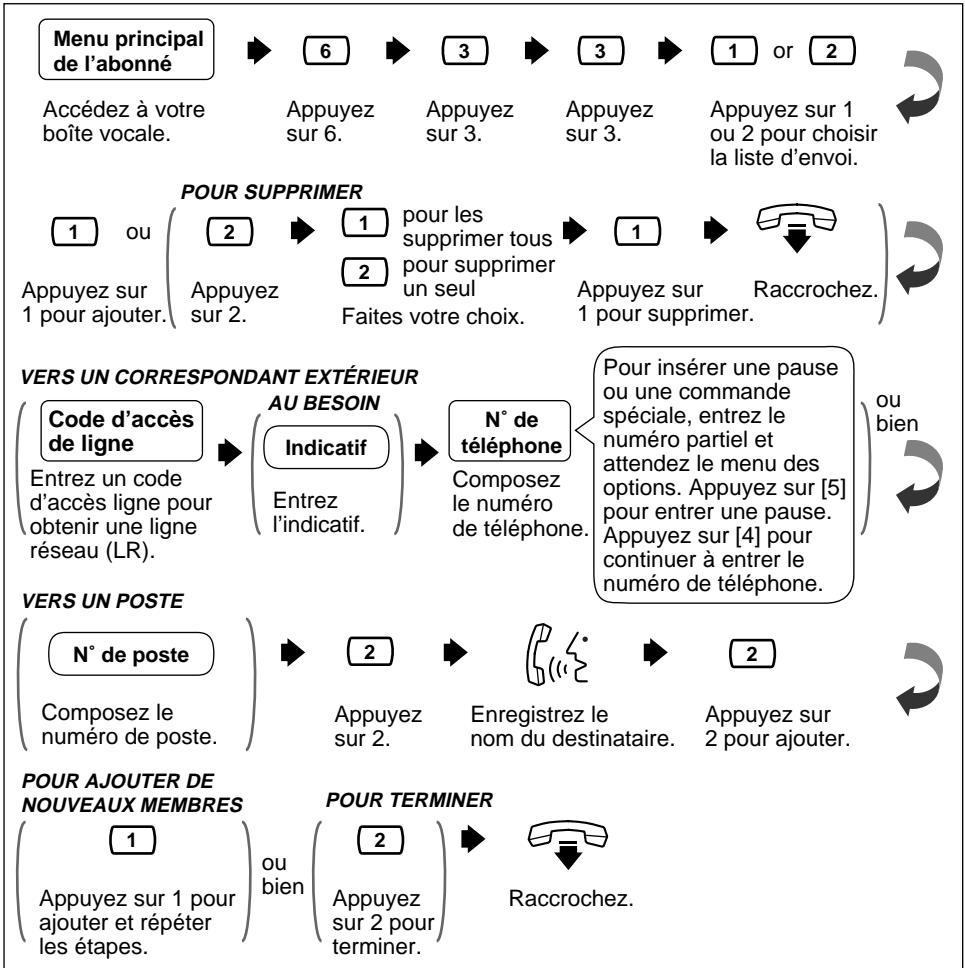 Menu principal
de l'abonné
6
3
3
1 or 2
Accédez à votre
boîte vocale.
Appuyez
sur 6.
Appuyez
sur 3.
Appuyez
sur 3.
Appuyez sur 1
ou 2 pour choisir
la liste d'envoi.
POUR SUPPRIMER
1 ou
2
1 pour les
supprimer tous
2 pour supprimer
un seul
1
Appuyez sur
1 pour ajouter.
Appuyez
sur 2.
Faites votre choix.
Appuyez sur
1 pour supprimer.
Raccrochez.
VERS UN CORRESPONDANT EXTÉRIEUR
AU BESOIN
Code d'accès
de ligne
Entrez un code
d'accès ligne pour
obtenir une ligne
réseau (LR).
Indicatif
Entrez
l'indicatif.
N° de
téléphone
Composez
le numéro
de téléphone.
Pour insérer une pause
ou une commande
spéciale, entrez le
numéro partiel et
attendez le menu des
options. Appuyez sur [5]
pour entrer une pause.
Appuyez sur [4] pour
continuer à entrer le
numéro de téléphone.
ou
bien
VERS UN POSTE
N° de poste
2
2
Composez le
numéro de poste.
Appuyez
sur 2.
Enregistrez le
nom du destinataire.
Appuyez sur
2 pour ajouter.
POUR AJOUTER DE
NOUVEAUX MEMBRES
1
Appuyez sur 1 pour
ajouter et répéter
les étapes.
ou
bien
POUR TERMINER
2
Appuyez
sur 2 pour
terminer.
Raccrochez.